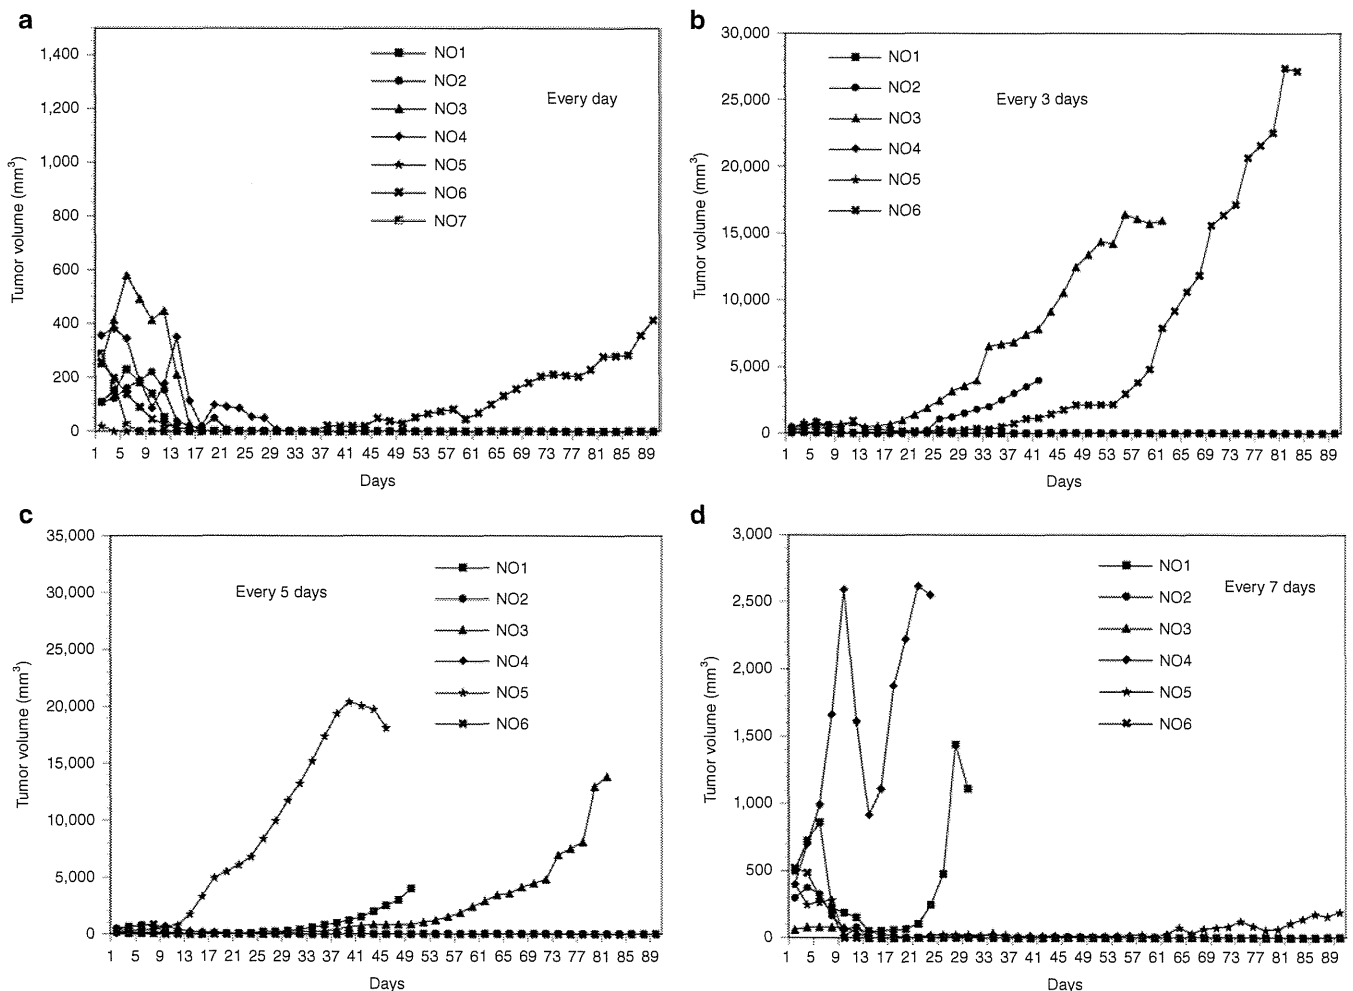 a
1,400
1,200
1,000
800
600
400
200
0
Tumor volume (mm³)
NO1
NO2
NO3
NO4
NO5
NO6
NO7
Every day
1 5 9 13 17 21 25 29 33 37 41 45 49 53 57 61 65 69 73 77 81 85 89
Days
b
30,000
25,000
20,000
15,000
10,000
5,000
0
Tumor volume (mm³)
NO1
NO2
NO3
NO4
NO5
NO6
Every 3 days
1 5 9 13 17 21 25 29 33 37 41 45 49 53 57 61 65 69 73 77 81 85 89
Days
c
35,000
30,000
25,000
20,000
15,000
10,000
5,000
0
Tumor volume (mm³)
Every 5 days
NO1
NO2
NO3
NO4
NO5
NO6
1 5 9 13 17 21 25 29 33 37 41 45 49 53 57 61 65 69 73 77 81 85 89
Days
d
3,000
2,500
2,000
1,500
1,000
500
0
Tumor volume (mm³)
NO1
NO2
NO3
NO4
NO5
NO6
Every 7 days
1 5 9 13 17 21 25 29 33 37 41 45 49 53 57 61 65 69 73 77 81 85 89
Days